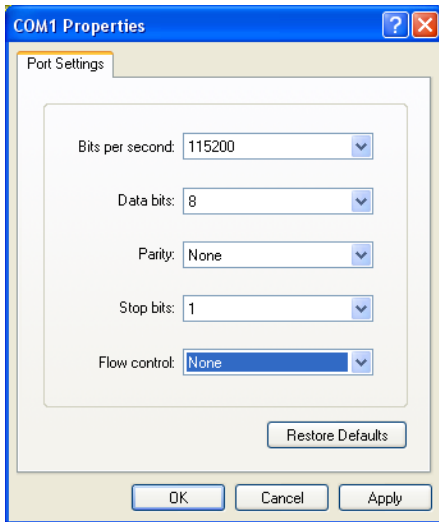 COM1 Properties
Port Settings
Bits per second: 115200
Data bits: 8
Parity: None
Stop bits: 1
Flow control: None
Restore Defaults
OK Cancel Apply